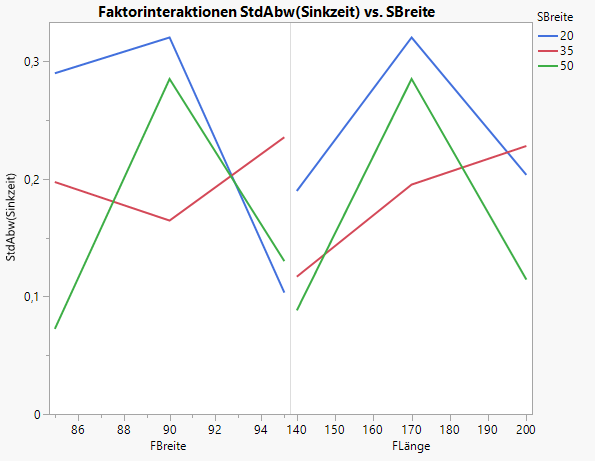 Faktorinteraktionen StdAbw(Sinkzeit) vs. SBreite
SBreite
20
35
50
StdAbw(Sinkzeit)
0,3
0,2
0,1
0
86 88 90 92 94 140 150 160 170 180 190 200
FBreite FLänge